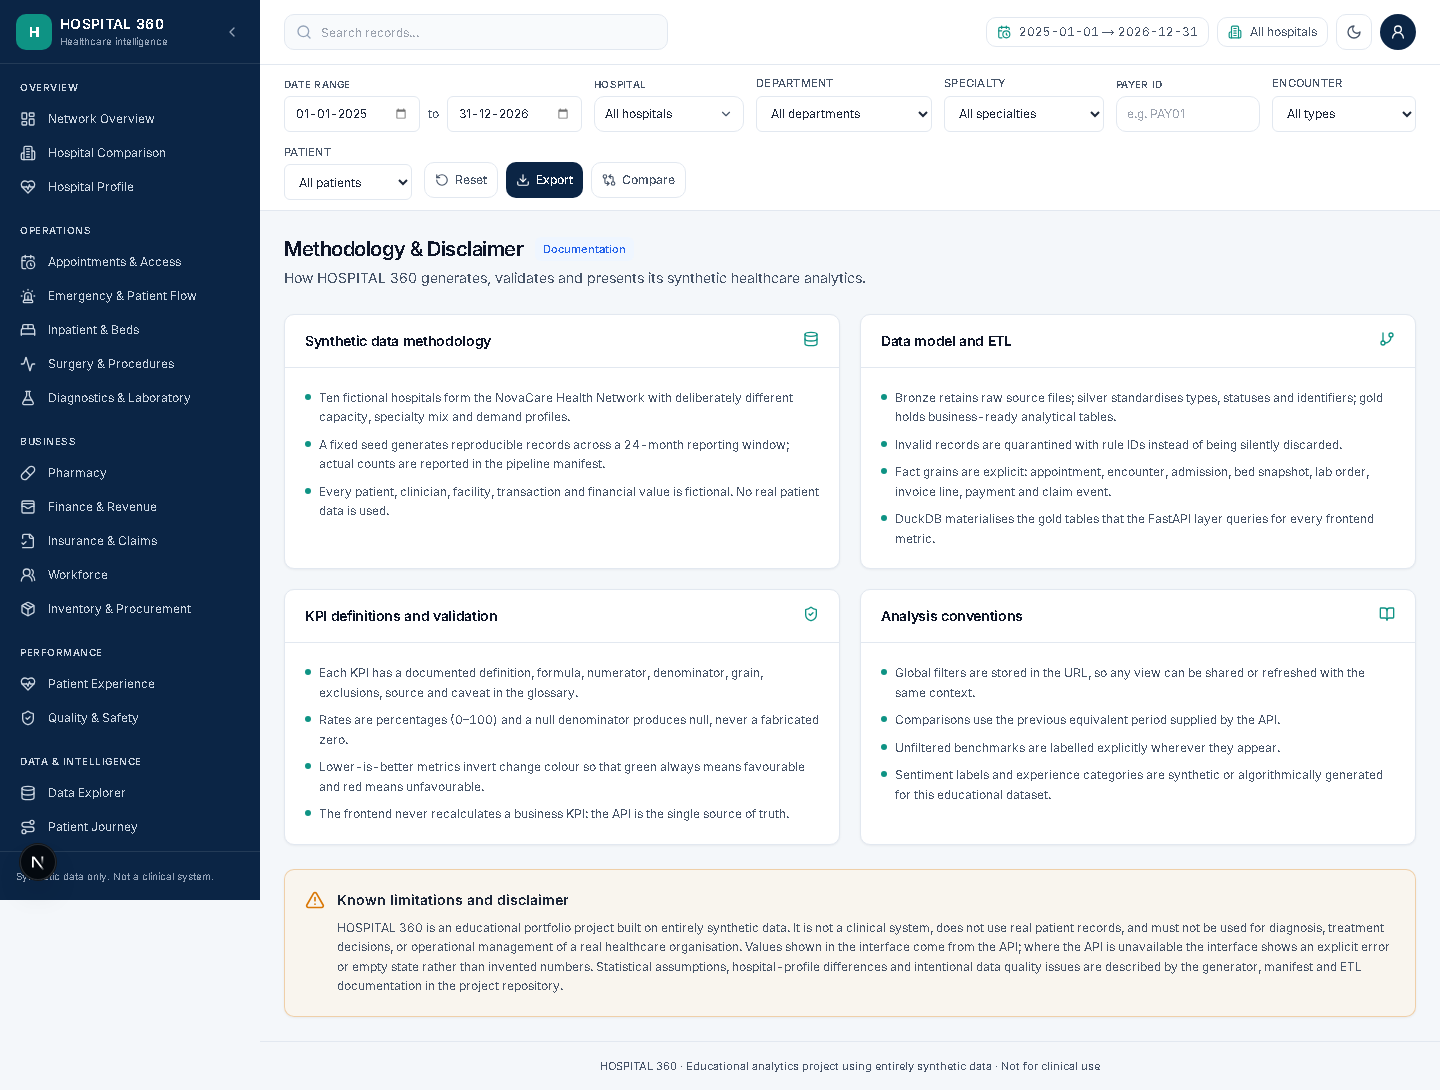 H
HOSPITAL 360
Healthcare intelligence
OVERVIEW
Network Overview
Hospital Comparison
Hospital Profile
OPERATIONS
Appointments & Access
Emergency & Patient Flow
Inpatient & Beds
Surgery & Procedures
Diagnostics & Laboratory
BUSINESS
Pharmacy
Finance & Revenue
Insurance & Claims
Workforce
Inventory & Procurement
PERFORMANCE
Patient Experience
Quality & Safety
DATA & INTELLIGENCE
Data Explorer
Patient Journey
N
data only. Not a clinical system.
Search records...
2025-01-01 → 2026-12-31
All hospitals
DATE RANGE
01-01-2025
to
31-12-2026
HOSPITAL
All hospitals
DEPARTMENT
All departments
SPECIALTY
All specialties
PAYER ID
e.g. PAY01
ENCOUNTER
All types
PATIENT
All patients
Reset
Export
Compare
Methodology & Disclaimer
Documentation
How HOSPITAL 360 generates, validates and presents its synthetic healthcare analytics.
Synthetic data methodology
Ten fictional hospitals form the NovaCare Health Network with deliberately different
capacity, specialty mix and demand profiles.
A fixed seed generates reproducible records across a 24-month reporting window;
actual counts are reported in the pipeline manifest.
Every patient, clinician, facility, transaction and financial value is fictional. No real patient
data is used.
Data model and ETL
Bronze retains raw source files; silver standardises types, statuses and identifiers; gold
holds business-ready analytical tables.
Invalid records are quarantined with rule IDs instead of being silently discarded.
Fact grains are explicit: appointment, encounter, admission, bed snapshot, lab order,
invoice line, payment and claim event.
DuckDB materialises the gold tables that the FastAPI layer queries for every frontend
metric.
KPI definitions and validation
Each KPI has a documented definition, formula, numerator, denominator, grain,
exclusions, source and caveat in the glossary.
Rates are percentages (0–100) and a null denominator produces null, never a fabricated
zero.
Lower-is-better metrics invert change colour so that green always means favourable
and red means unfavourable.
The frontend never recalculates a business KPI: the API is the single source of truth.
Analysis conventions
Global filters are stored in the URL, so any view can be shared or refreshed with the
same context.
Comparisons use the previous equivalent period supplied by the API.
Unfiltered benchmarks are labelled explicitly wherever they appear.
Sentiment labels and experience categories are synthetic or algorithmically generated
for this educational dataset.
Known limitations and disclaimer
HOSPITAL 360 is an educational portfolio project built on entirely synthetic data. It is not a clinical system, does not use real patient records, and must not be used for diagnosis, treatment
decisions, or operational management of a real healthcare organisation. Values shown in the interface come from the API; where the API is unavailable the interface shows an explicit error
or empty state rather than invented numbers. Statistical assumptions, hospital-profile differences and intentional data quality issues are described by the generator, manifest and ETL
documentation in the project repository.
HOSPITAL 360 · Educational analytics project using entirely synthetic data · Not for clinical use